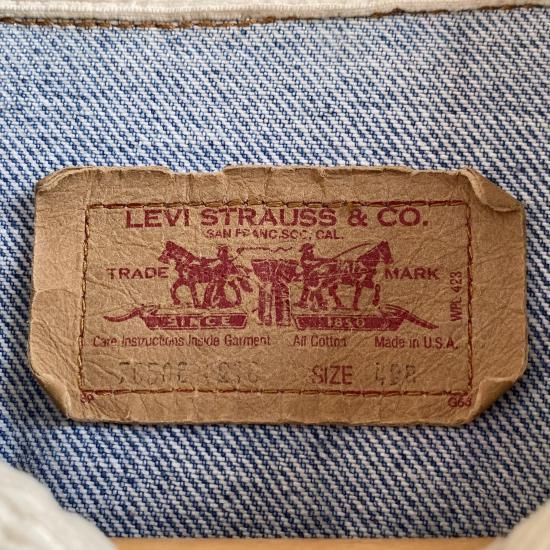 LEVI STRAUSS & CO.
SAN FRANCISCO, CAL.
TRADE MARK
WPL 423
SINCE 1850
Care Instructions Inside Garment All Cotton Made in U.S.A.
SIZE